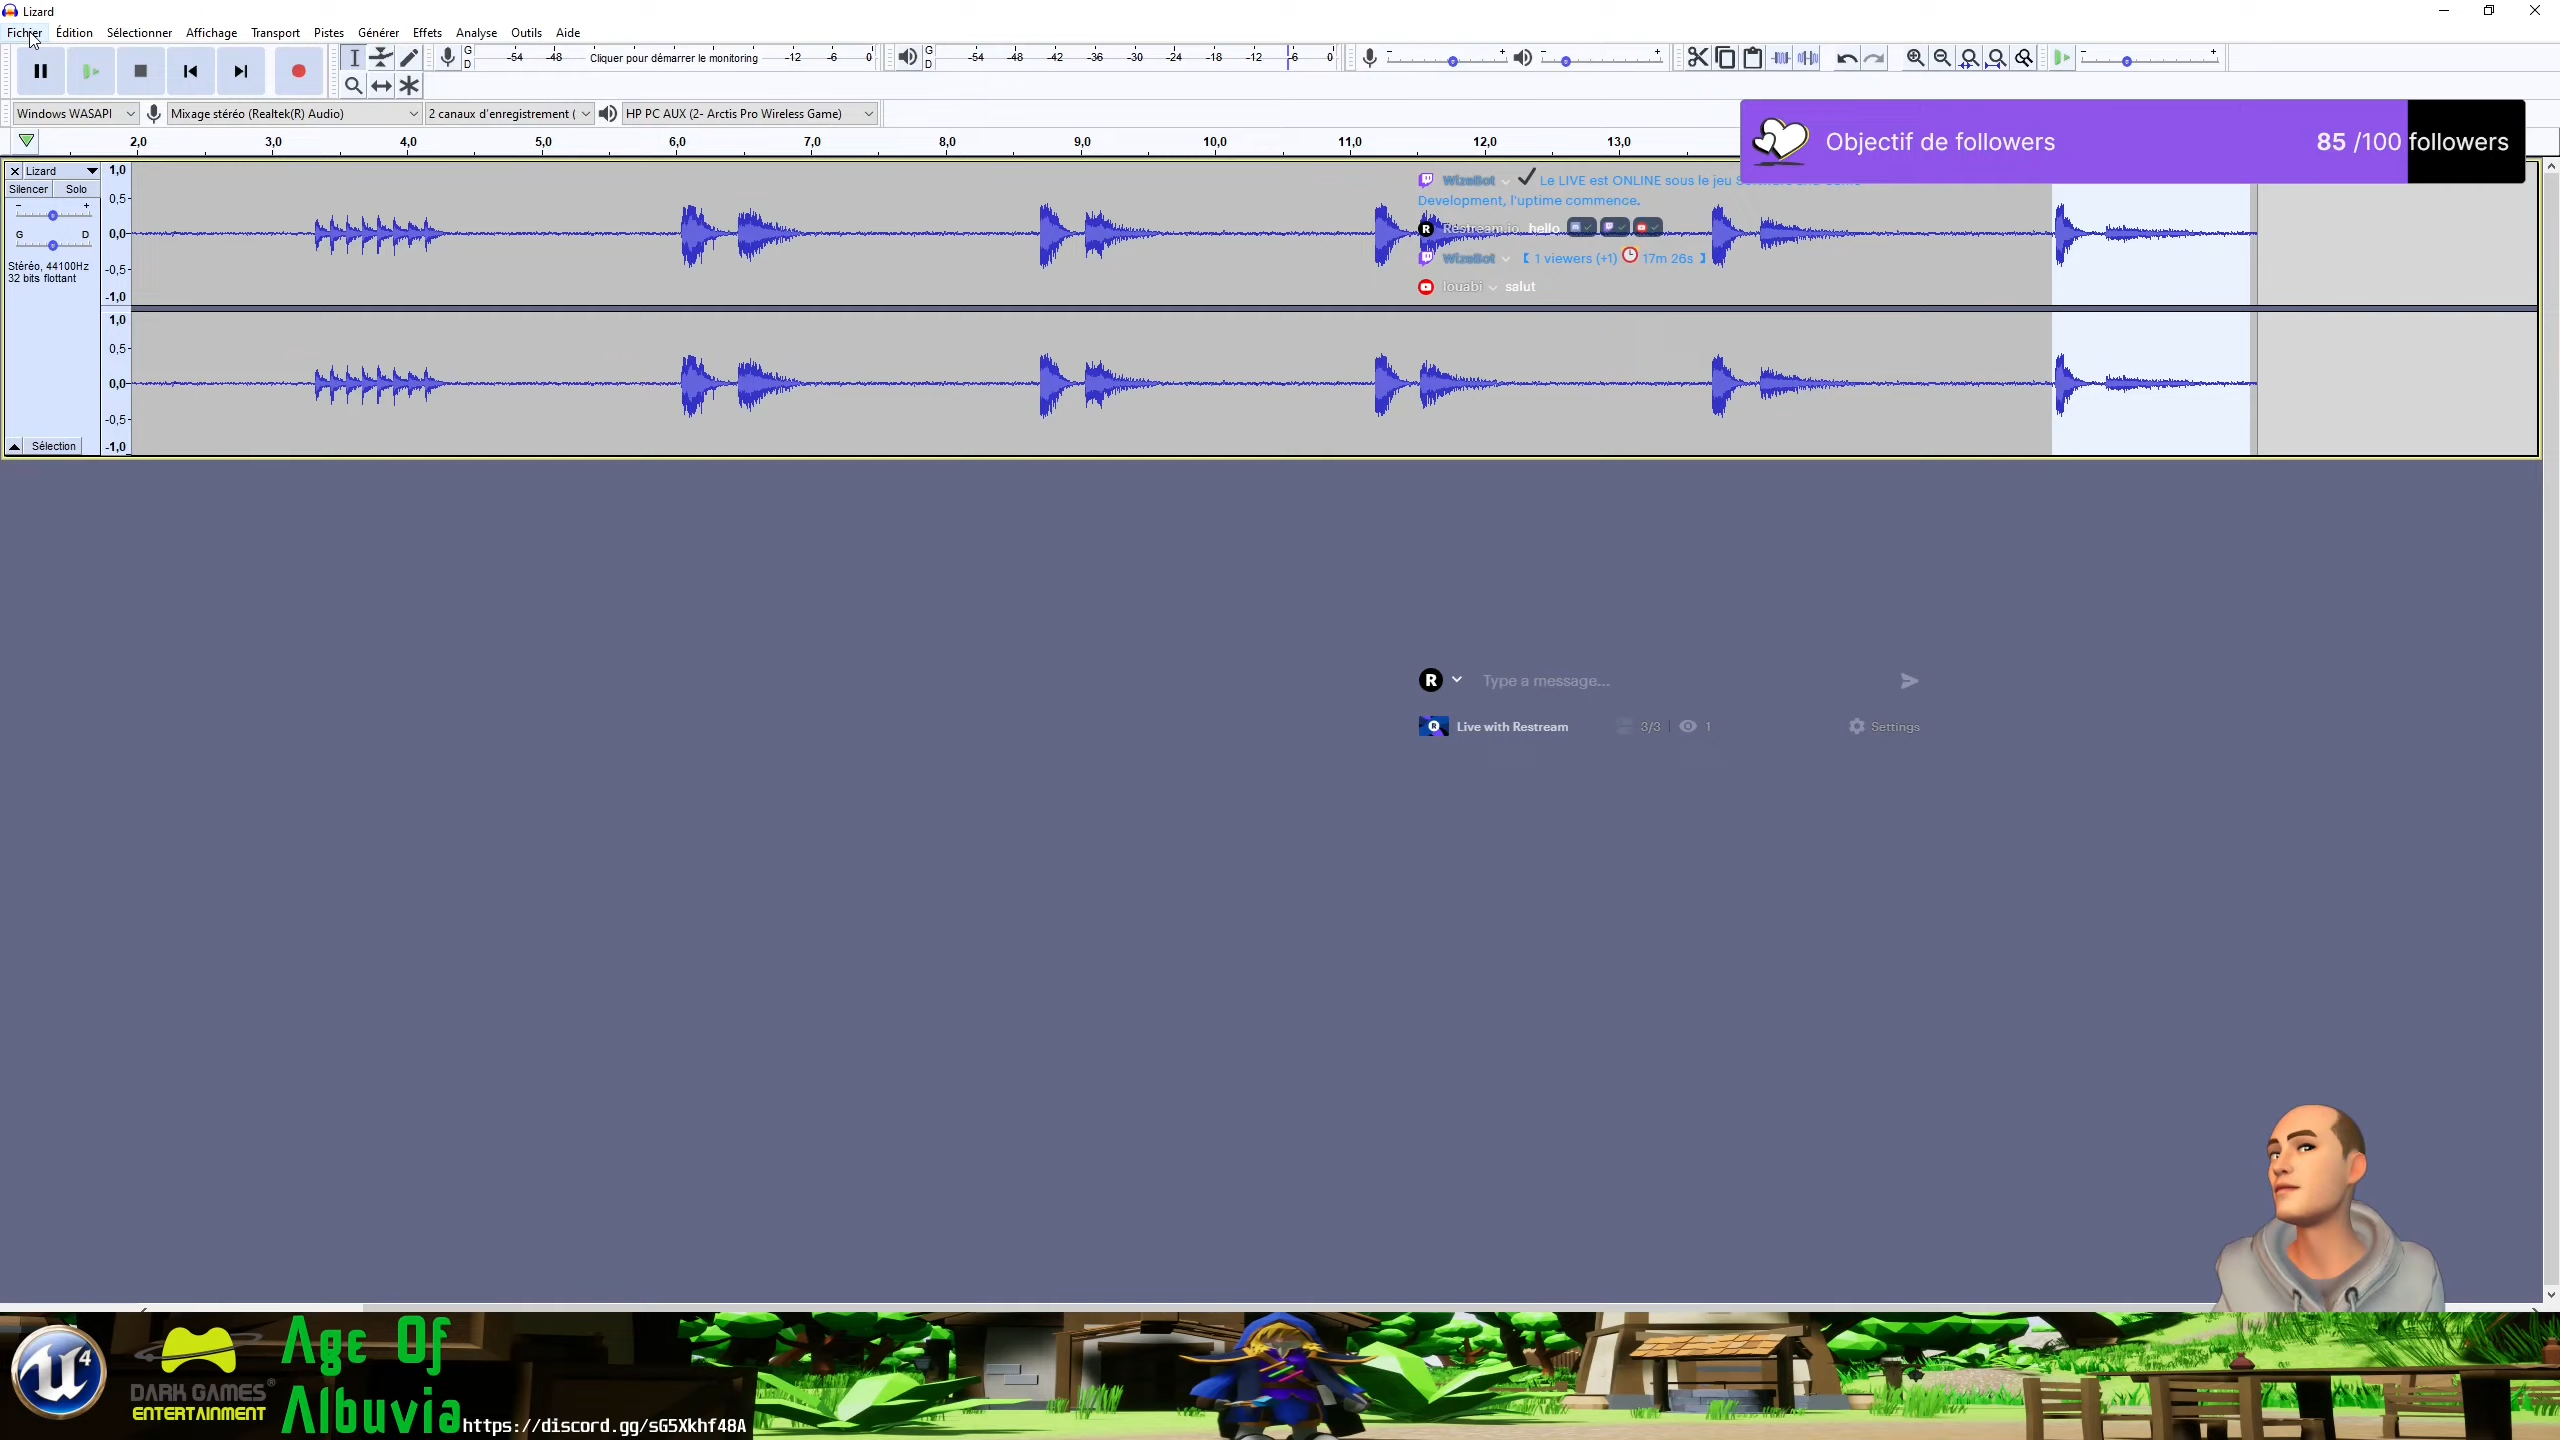 Lizard
Fichier Édition Sélectionner Affichage Transport Pistes Générer Effets Analyse Outils Aide
G
D
-54 -48 Cliquer pour démarrer le monitoring -12 -6 0
G
D
-54 -48 -42 -36 -30 -24 -18 -12 -6 0
- +
- +
- +
Windows WASAPI
Mixage stéréo (Realtek(R) Audio)
2 canaux d'enregistrement (
HP PC AUX (2- Arctis Pro Wireless Game)
2,0 3,0 4,0 5,0 6,0 7,0 8,0 9,0 10,0 11,0 12,0 13,0
Objectif de followers 85 /100 followers
Lizard
Silencer Solo
- +
G D
Stéréo, 44100Hz
32 bits flottant
Sélection
1,0
0,5-
0,0-
-0,5-
-1,0
1,0
0,5-
0,0-
-0,5-
-1,0
WizeBot Le LIVE est ONLINE sous le jeu
Development, l'uptime commence.
R Restream.io hello
WizeBot 【 1 viewers (+1) 17m 26s 】
louabi salut
R Type a message...
Live with Restream 3/3 1 Settings
4
DARK GAMES®
ENTERTAINMENT
Age Of
Albuvia
https://discord.gg/sG5Xkhf48A